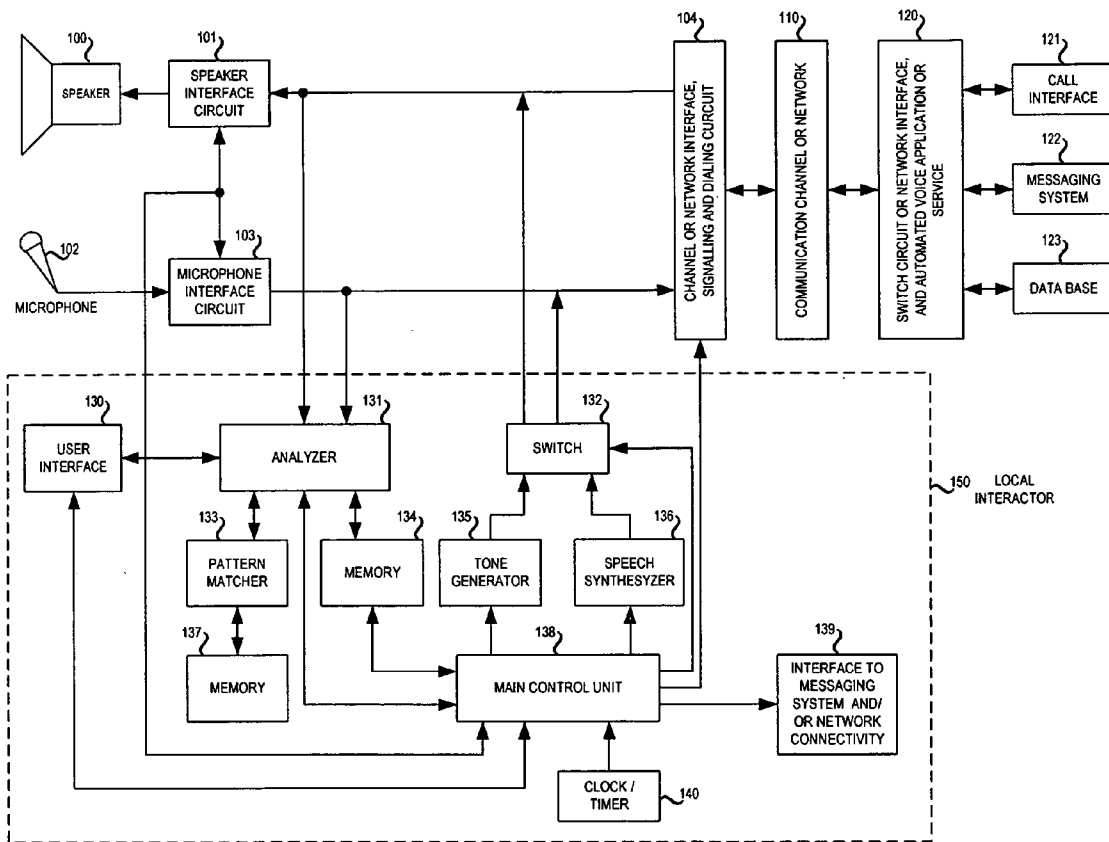 100
SPEAKER
101
SPEAKER
INTERFACE
CIRCUIT
102
MICROPHONE
103
MICROPHONE
INTERFACE
CIRCUIT
104
CHANNEL OR NETWORK INTERFACE,
SIGNALLING AND DIALING CURCUIT
110
COMMUNICATION CHANNEL OR NETWORK
120
SWITCH CIRCUIT OR NETWORK INTERFACE,
AND AUTOMATED VOICE APPLICATION OR
SERVICE
121
CALL
INTERFACE
122
MESSAGING
SYSTEM
123
DATA BASE
130
USER
INTERFACE
131
ANALYZER
132
SWITCH
150 LOCAL
INTERACTOR
133
PATTERN
MATCHER
134
MEMORY
135
TONE
GENERATOR
136
SPEECH
SYNTHESYZER
137
MEMORY
138
MAIN CONTROL UNIT
139
INTERFACE TO
MESSAGING
SYSTEM AND/
OR NETWORK
CONNECTIVITY
CLOCK /
TIMER
140